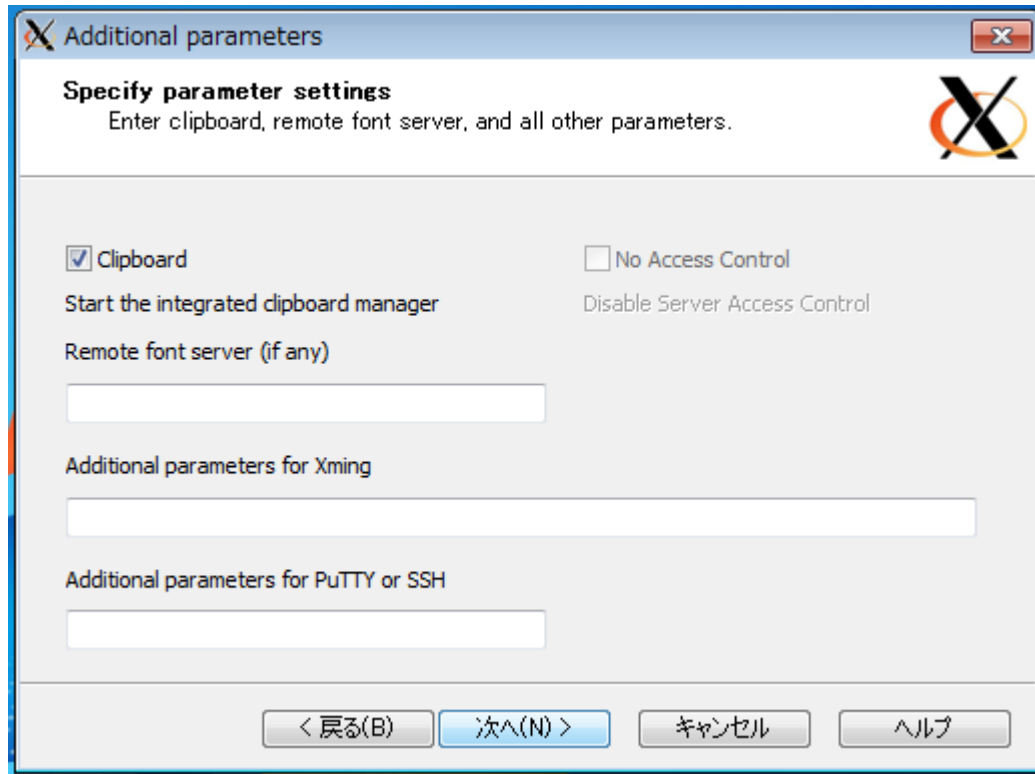 Additional parameters
Specify parameter settings
Enter clipboard, remote font server, and all other parameters.
Clipboard
No Access Control
Start the integrated clipboard manager
Disable Server Access Control
Remote font server (if any)
Additional parameters for Xming
Additional parameters for PuTTY or SSH
< 戻る(B)
次へ(N) >
キャンセル
ヘルプ